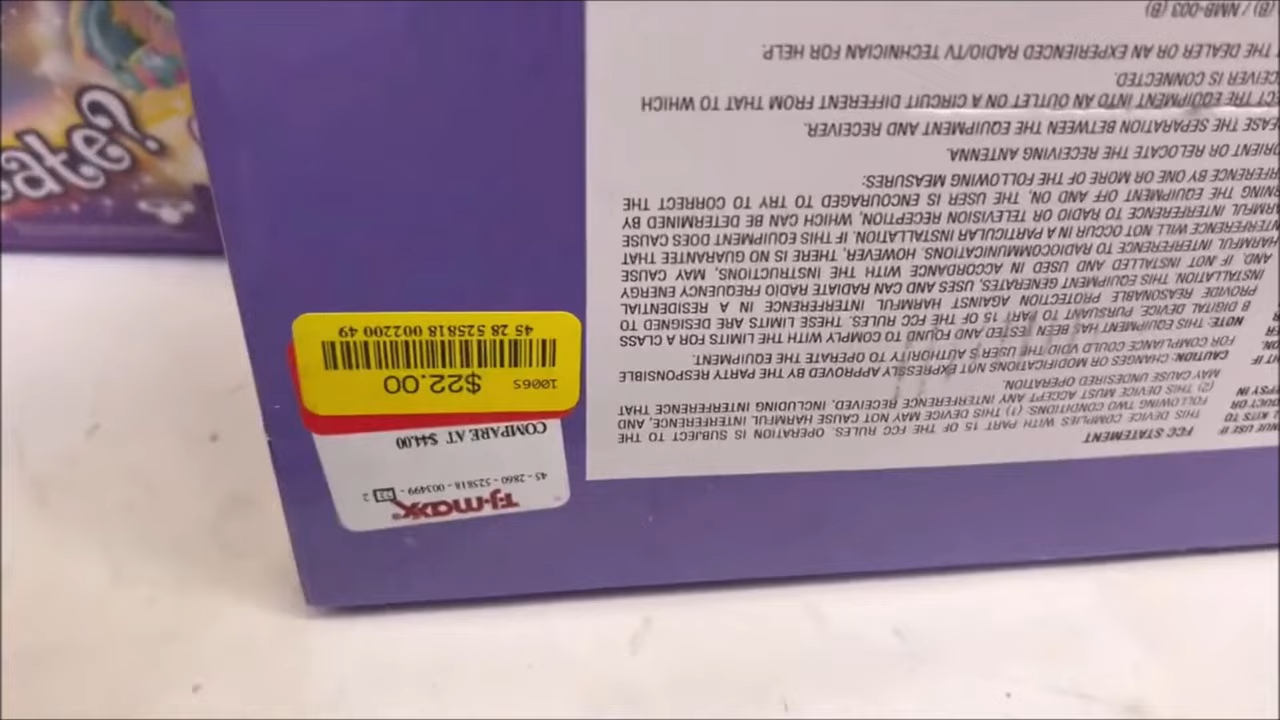 FCC STATEMENT
THIS DEVICE COMPLIES WITH PART 15 OF THE FCC RULES. OPERATION IS SUBJECT TO THE
FOLLOWING TWO CONDITIONS: (1) THIS DEVICE MAY NOT CAUSE HARMFUL INTERFERENCE, AND
(2) THIS DEVICE MUST ACCEPT ANY INTERFERENCE RECEIVED, INCLUDING INTERFERENCE THAT
MAY CAUSE UNDESIRED OPERATION.
CAUTION: CHANGES OR MODIFICATIONS NOT EXPRESSLY APPROVED BY THE PARTY RESPONSIBLE
FOR COMPLIANCE COULD VOID THE USER'S AUTHORITY TO OPERATE THE EQUIPMENT.
NOTE: THIS EQUIPMENT HAS BEEN TESTED AND FOUND TO COMPLY WITH THE LIMITS FOR A CLASS
B DIGITAL DEVICE, PURSUANT TO PART 15 OF THE FCC RULES. THESE LIMITS ARE DESIGNED TO
PROVIDE REASONABLE PROTECTION AGAINST HARMFUL INTERFERENCE IN A RESIDENTIAL
INSTALLATION. THIS EQUIPMENT GENERATES, USES AND CAN RADIATE RADIO FREQUENCY ENERGY
AND, IF NOT INSTALLED AND USED IN ACCORDANCE WITH THE INSTRUCTIONS, MAY CAUSE
HARMFUL INTERFERENCE TO RADIOCOMMUNICATIONS. HOWEVER, THERE IS NO GUARANTEE THAT
NTERFERENCE WILL NOT OCCUR IN A PARTICULAR INSTALLATION. IF THIS EQUIPMENT DOES CAUSE
ARMFUL INTERFERENCE TO RADIO OR TELEVISION RECEPTION, WHICH CAN BE DETERMINED BY
RNING THE EQUIPMENT OFF AND ON, THE USER IS ENCOURAGED TO TRY TO CORRECT THE
RFERENCE BY ONE OR MORE OF THE FOLLOWING MEASURES:
ORIENT OR RELOCATE THE RECEIVING ANTENNA.
EASE THE SEPARATION BETWEEN THE EQUIPMENT AND RECEIVER.
CT THE EQUIPMENT INTO AN OUTLET ON A CIRCUIT DIFFERENT FROM THAT TO WHICH
CEIVER IS CONNECTED.
T THE DEALER OR AN EXPERIENCED RADIO/TV TECHNICIAN FOR HELP.
(B) / NMB-003 (B)
T.J.maxx
45 - 2860 - 525818 - 003499 - 2
COMPARE AT $44.00
10065 $22.00
45 28 525818 002200 49
ate?